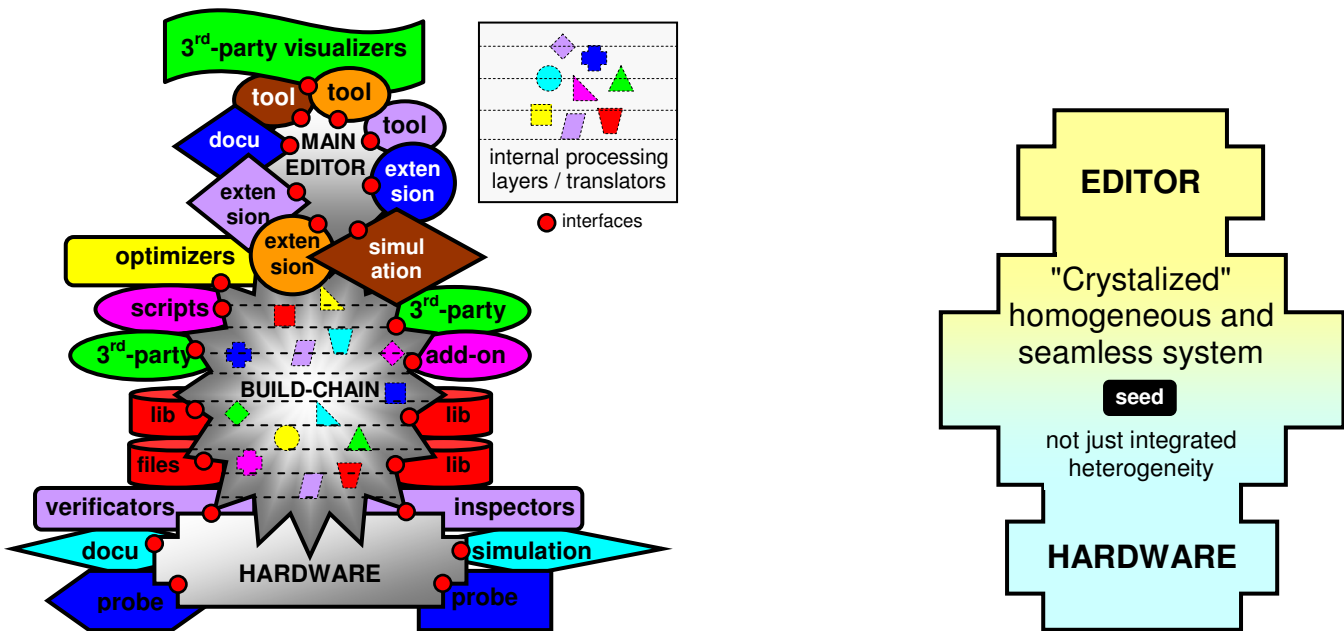 3rd-party visualizers
tool
tool
tool
docu
MAIN
EDITOR
exten
sion
exten
sion
exten
sion
simul
ation
internal processing
layers / translators
interfaces
optimizers
scripts
3rd-party
3rd-party
add-on
BUILD-CHAIN
lib
lib
files
lib
verificators
inspectors
docu
simulation
HARDWARE
probe
probe
EDITOR
"Crystalized"
homogeneous and
seamless system
seed
not just integrated
heterogeneity
HARDWARE